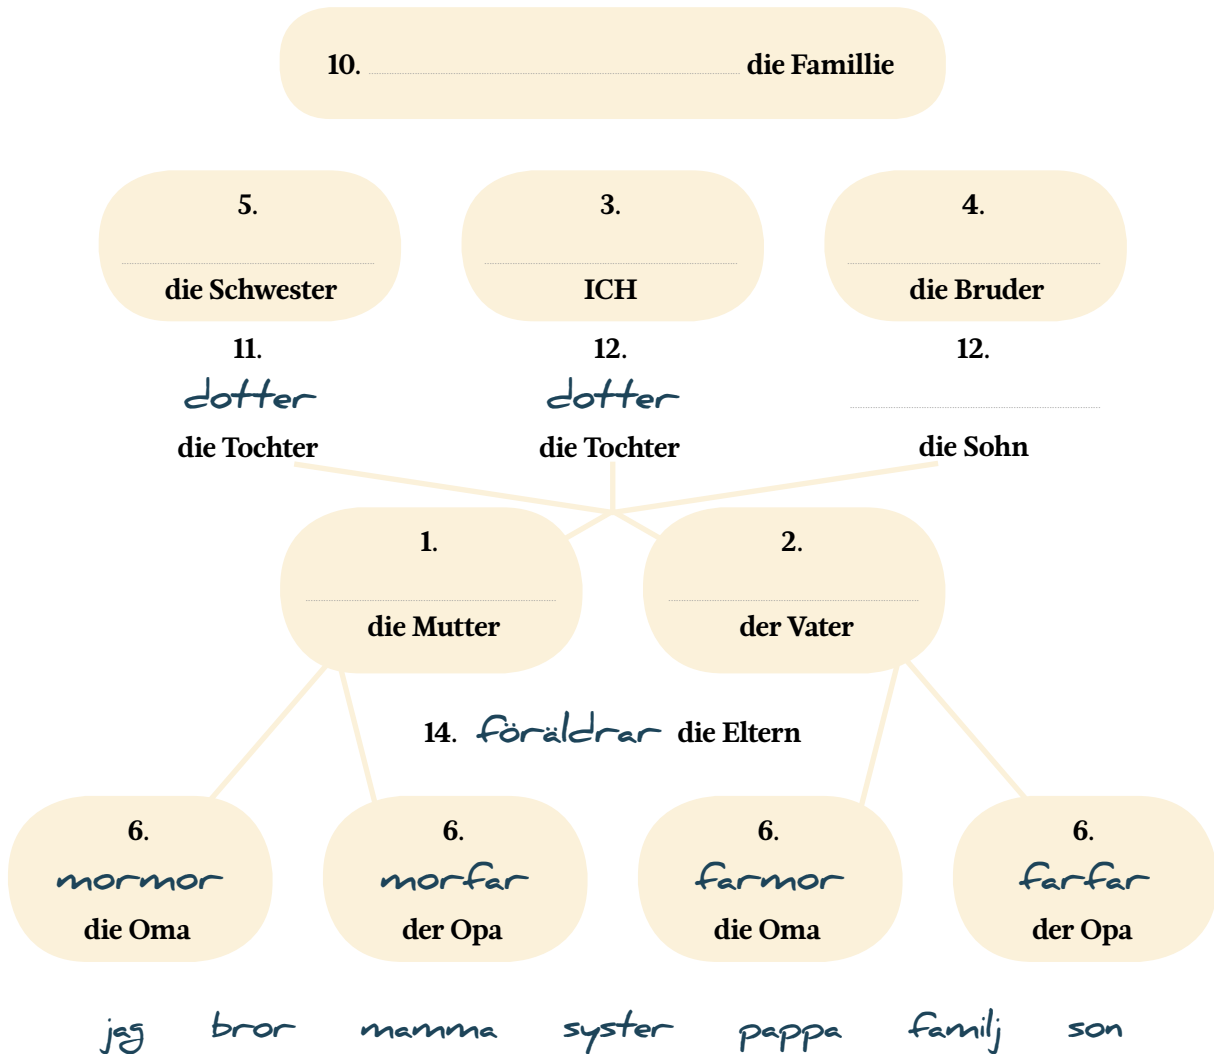 10. die Famillie
5. 3. 4.
die Schwester ICH die Bruder
11. 12. 12.
dotter dotter
die Tochter die Tochter die Sohn
1. 2.
die Mutter der Vater
14. föräldrar die Eltern
6. 6. 6. 6.
mormor morfar farmor farfar
die Oma der Opa die Oma der Opa
jag bror mamma syster pappa familj son